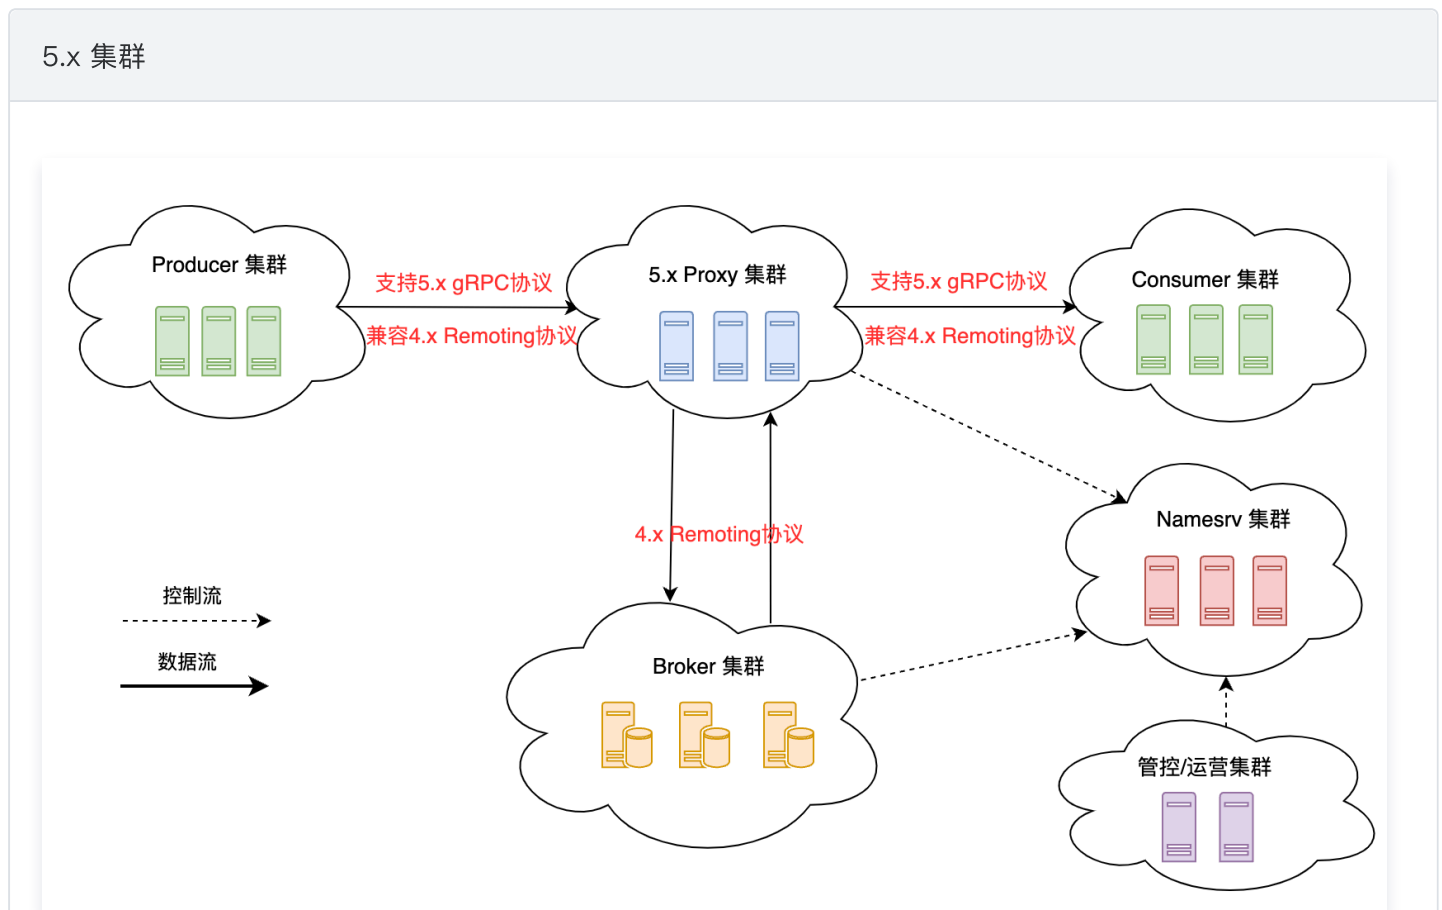 5.x 集群
Producer 集群
支持5.x gRPC协议
兼容4.x Remoting协议
5.x Proxy 集群
支持5.x gRPC协议
兼容4.x Remoting协议
Consumer 集群
4.x Remoting协议
Namesrv 集群
控制流
数据流
Broker 集群
管控/运营集群